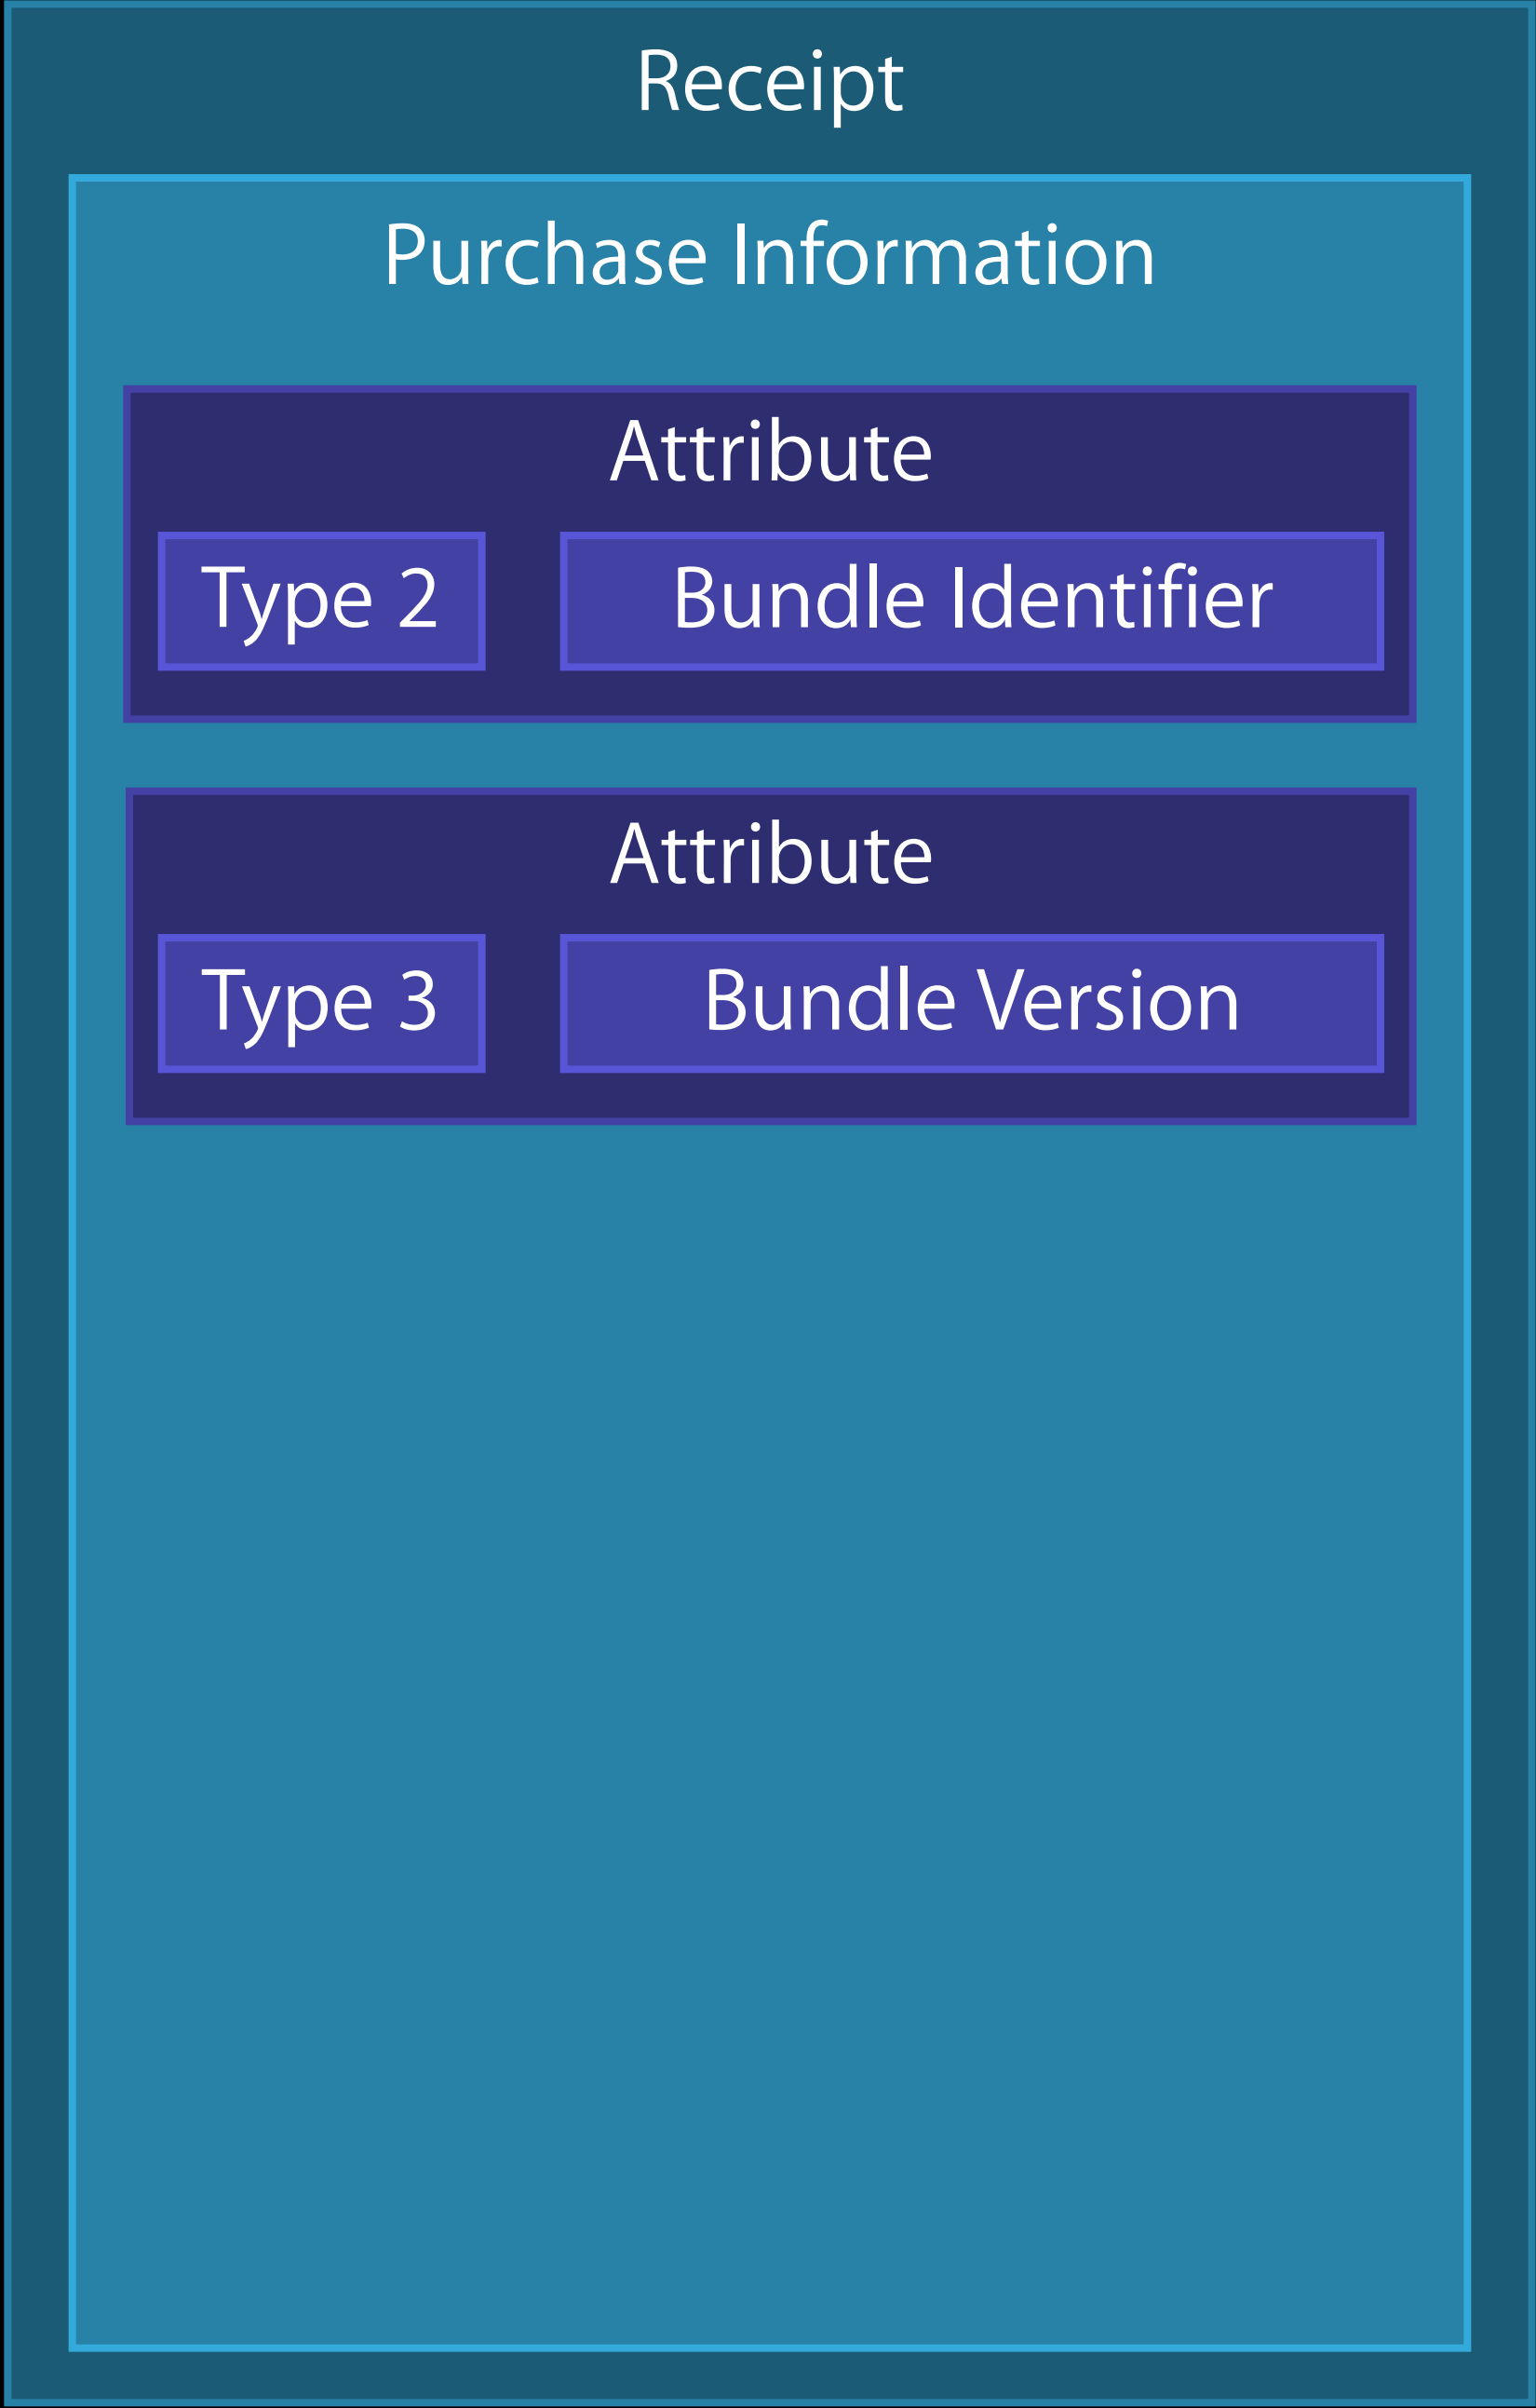 Receipt
Purchase Information
Attribute
Type 2 Bundle Identifier
Attribute
Type 3 Bundle Version